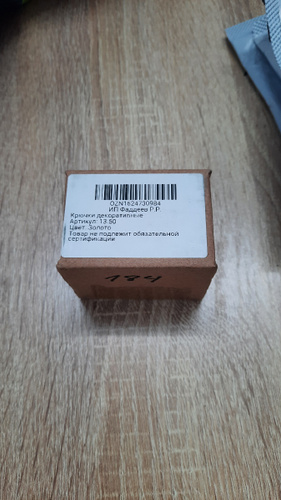 OZN1624730984
ИП Фаддеев Р.Р.
Крючки декоративные
Артикул: 13.50
Цвет: Золото
Товар не подлежит обязательной
сертификации
184